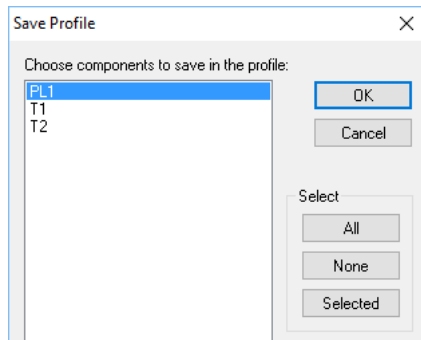 Save Profile
Choose components to save in the profile:
PL1
T1
T2
OK
Cancel
Select
All
None
Selected